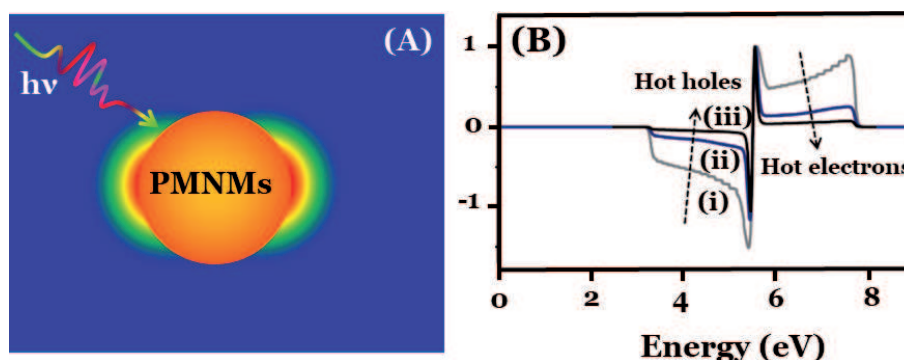 (A)
hν
PMNMs
(B)
1
0
-1
Hot holes
(iii)
(ii)
(i)
Hot electrons
0 2 4 6 8
Energy (eV)